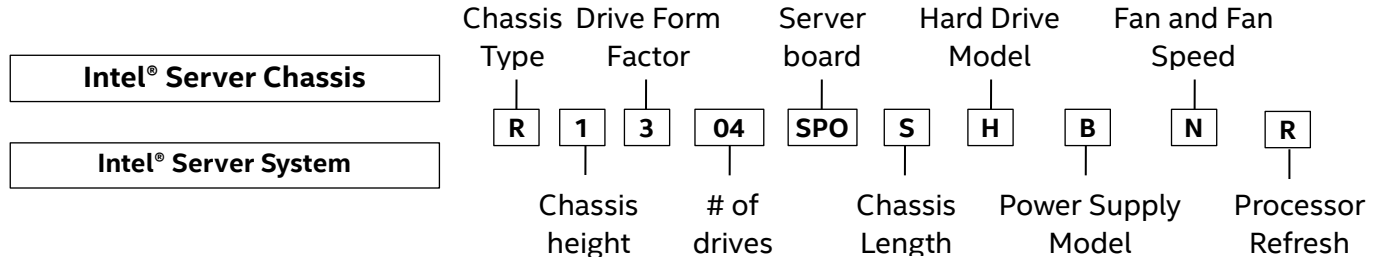 Chassis Drive Form Server Hard Drive Fan and Fan
Type Factor board Model Speed
Intel® Server Chassis
R 1 3 04 SPO S H B N R
Intel® Server System
Chassis # of Chassis Power Supply Processor
height drives Length Model Refresh